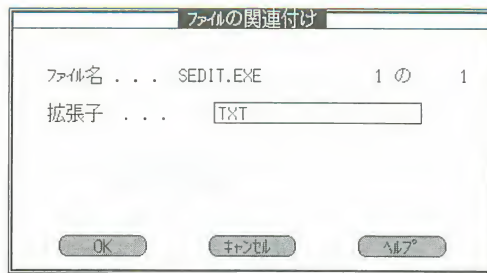 ﾌｧｲﾙの関連付け
ﾌｧｲﾙ名 . . . SEDIT.EXE 1 の 1
拡張子 . . . TXT
OK ｷｬﾝｾﾙ ﾍﾙﾌﾟ